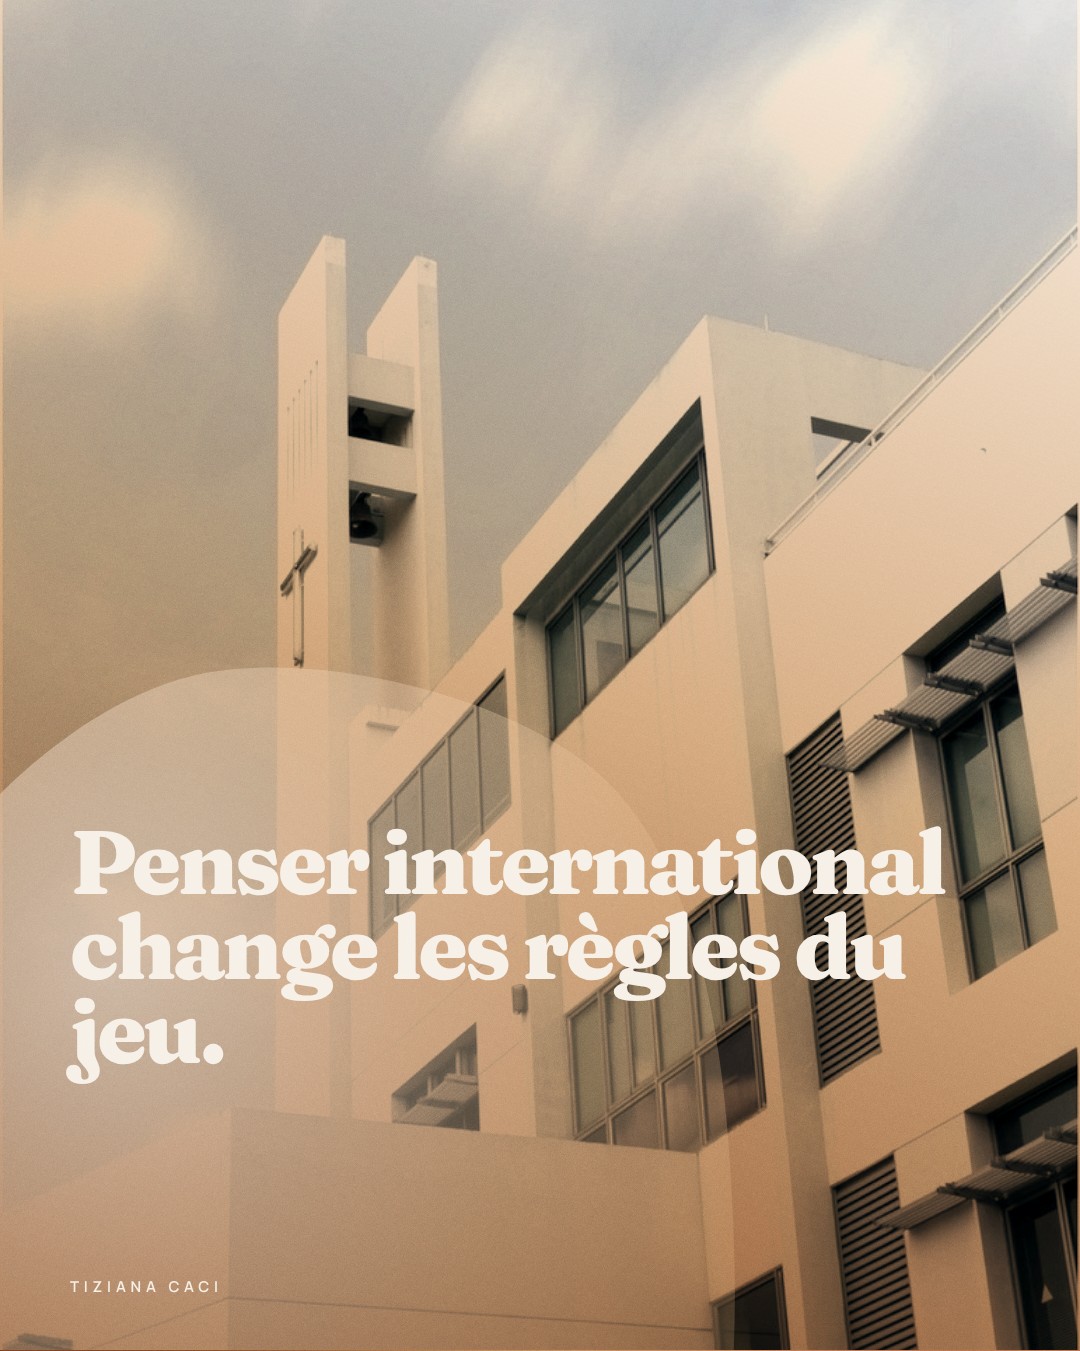 Penser international
change les règles du
jeu.
TIZIANA CACI